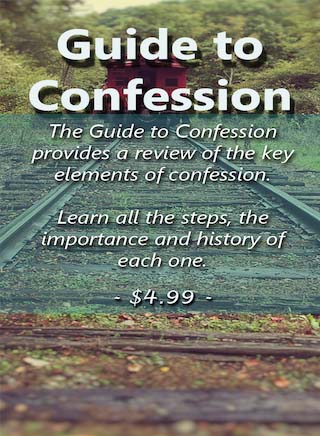 Guide to
Confession
The Guide to Confession
provides a review of the key
elements of confession.
Learn all the steps, the
importance and history of
each one.
- $4.99 -